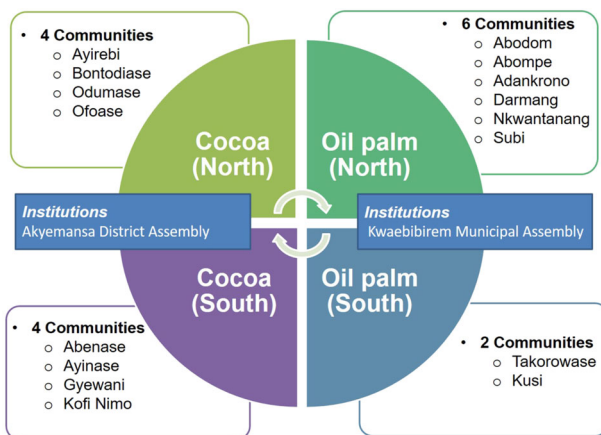 • 4 Communities
o Ayirebi
o Bontodiase
o Odumase
o Ofoase
• 6 Communities
o Abodom
o Abompe
o Adankrono
o Darmang
o Nkwantanang
o Subi
Cocoa
(North)
Oil palm
(North)
Institutions
Akyemansa District Assembly
Institutions
Kwaebibirem Municipal Assembly
Cocoa
(South)
Oil palm
(South)
• 4 Communities
o Abenase
o Ayinase
o Gyewani
o Kofi Nimo
• 2 Communities
o Takorowase
o Kusi